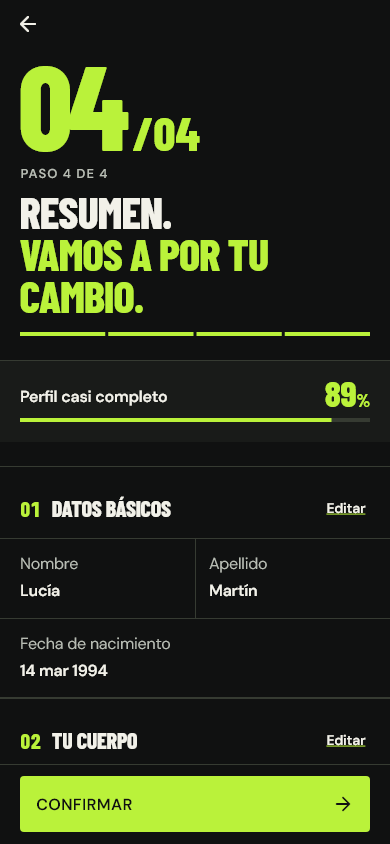 04/04
PASO 4 DE 4
RESUMEN.
VAMOS A POR TU
CAMBIO.
Perfil casi completo 89%
01 DATOS BÁSICOS Editar
Nombre Apellido
Lucía Martín
Fecha de nacimiento
14 mar 1994
02 TU CUERPO Editar
CONFIRMAR